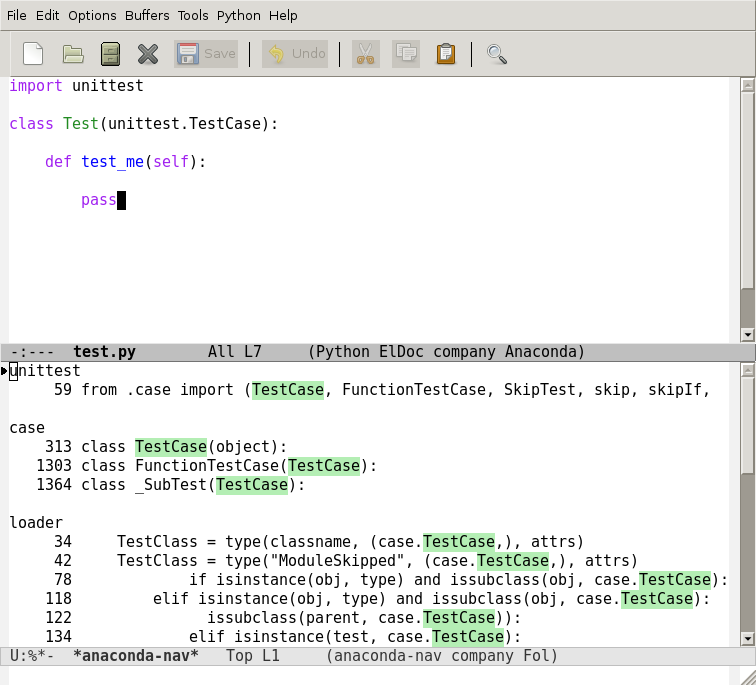 File Edit Options Buffers Tools Python Help
Save Undo
import unittest
class Test(unittest.TestCase):
    def test_me(self):
        pass
-:---  test.py        All L7     (Python ElDoc company Anaconda)
unittest
     59 from .case import (TestCase, FunctionTestCase, SkipTest, skip, skipIf,
case
    313 class TestCase(object):
   1303 class FunctionTestCase(TestCase):
   1364 class _SubTest(TestCase):
loader
     34     TestClass = type(classname, (case.TestCase,), attrs)
     42     TestClass = type("ModuleSkipped", (case.TestCase,), attrs)
     78             if isinstance(obj, type) and issubclass(obj, case.TestCase):
    118         elif isinstance(obj, type) and issubclass(obj, case.TestCase):
    122               issubclass(parent, case.TestCase)):
    134             elif isinstance(test, case.TestCase):
U:%*-  *anaconda-nav*   Top L1     (anaconda-nav company Fol)